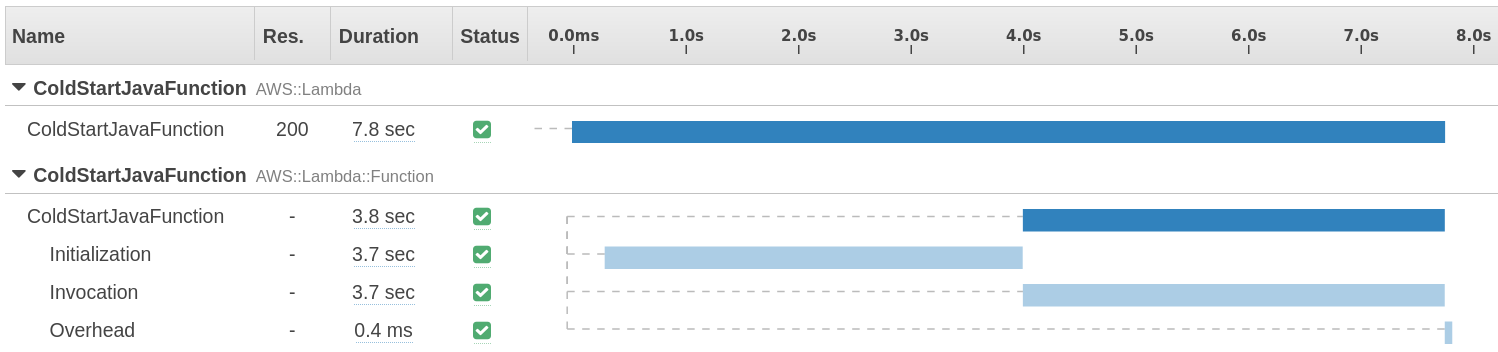 Name Res. Duration Status 0.0ms 1.0s 2.0s 3.0s 4.0s 5.0s 6.0s 7.0s 8.0s
ColdStartJavaFunction AWS::Lambda
ColdStartJavaFunction 200 7.8 sec
ColdStartJavaFunction AWS::Lambda::Function
ColdStartJavaFunction - 3.8 sec
Initialization - 3.7 sec
Invocation - 3.7 sec
Overhead - 0.4 ms